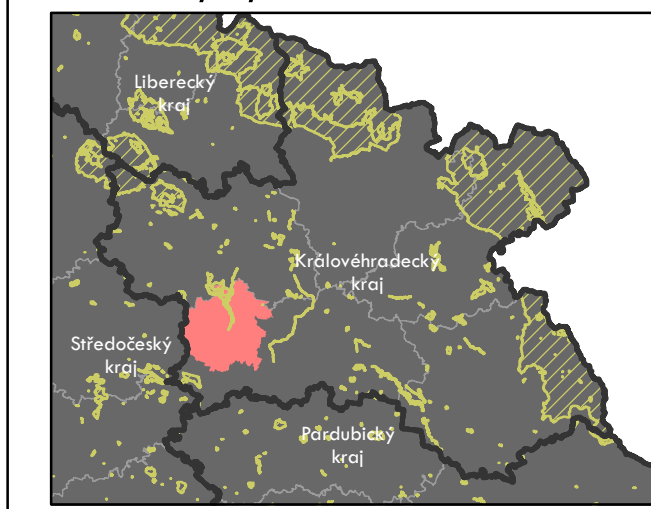 Liberecký
kraj
Královéhradecký
kraj
Středočeský
kraj
Pardubický
kraj